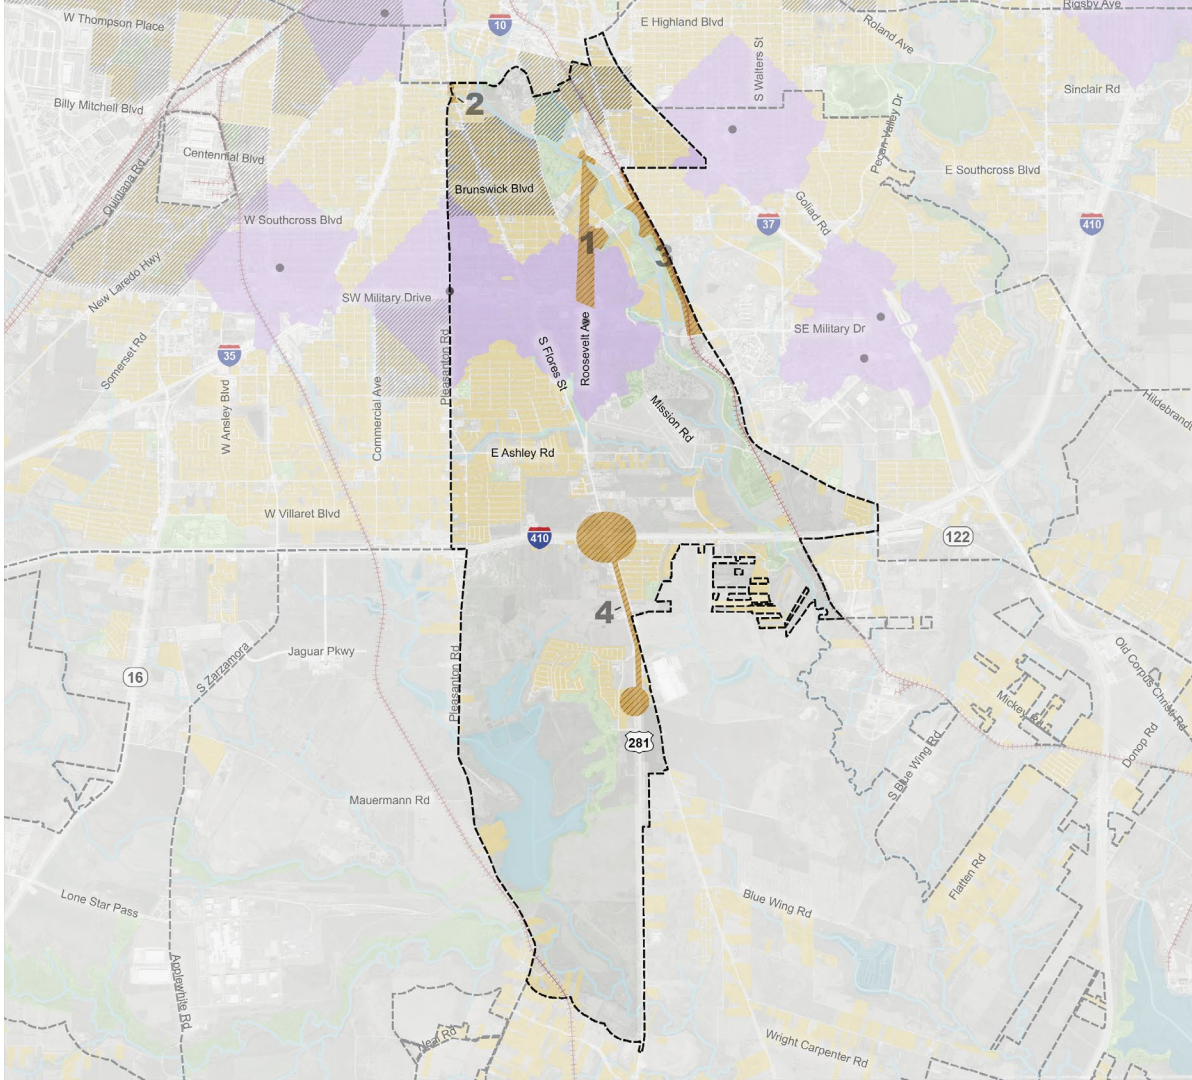 Rigsby Ave
W Thompson Place
10
E Highland Blvd
Roland Ave
S Walters St
Sinclair Rd
Billy Mitchell Blvd
2
Pecan Valley Dr
Centennial Blvd
Quintana Rd
E Southcross Blvd
Brunswick Blvd
W Southcross Blvd
Goliad Rd
37
410
1
3
New Laredo Hwy
SW Military Drive
SE Military Dr
Somerset Rd
35
Pleasanton Rd
S Flores St
Roosevelt Ave
W Ansley Blvd
Commercial Ave
Mission Rd
Hildebrandt
E Ashley Rd
W Villaret Blvd
410
122
4
Jaguar Pkwy
S Zarzamora
16
Pleasanton Rd
Old Corpus Christi Rd
Mickey Rd
281
Donop Rd
S Blue Wing Rd
Mauermann Rd
Flatten Rd
Lone Star Pass
Blue Wing Rd
Applewhite Rd
Neal Rd
Wright Carpenter Rd